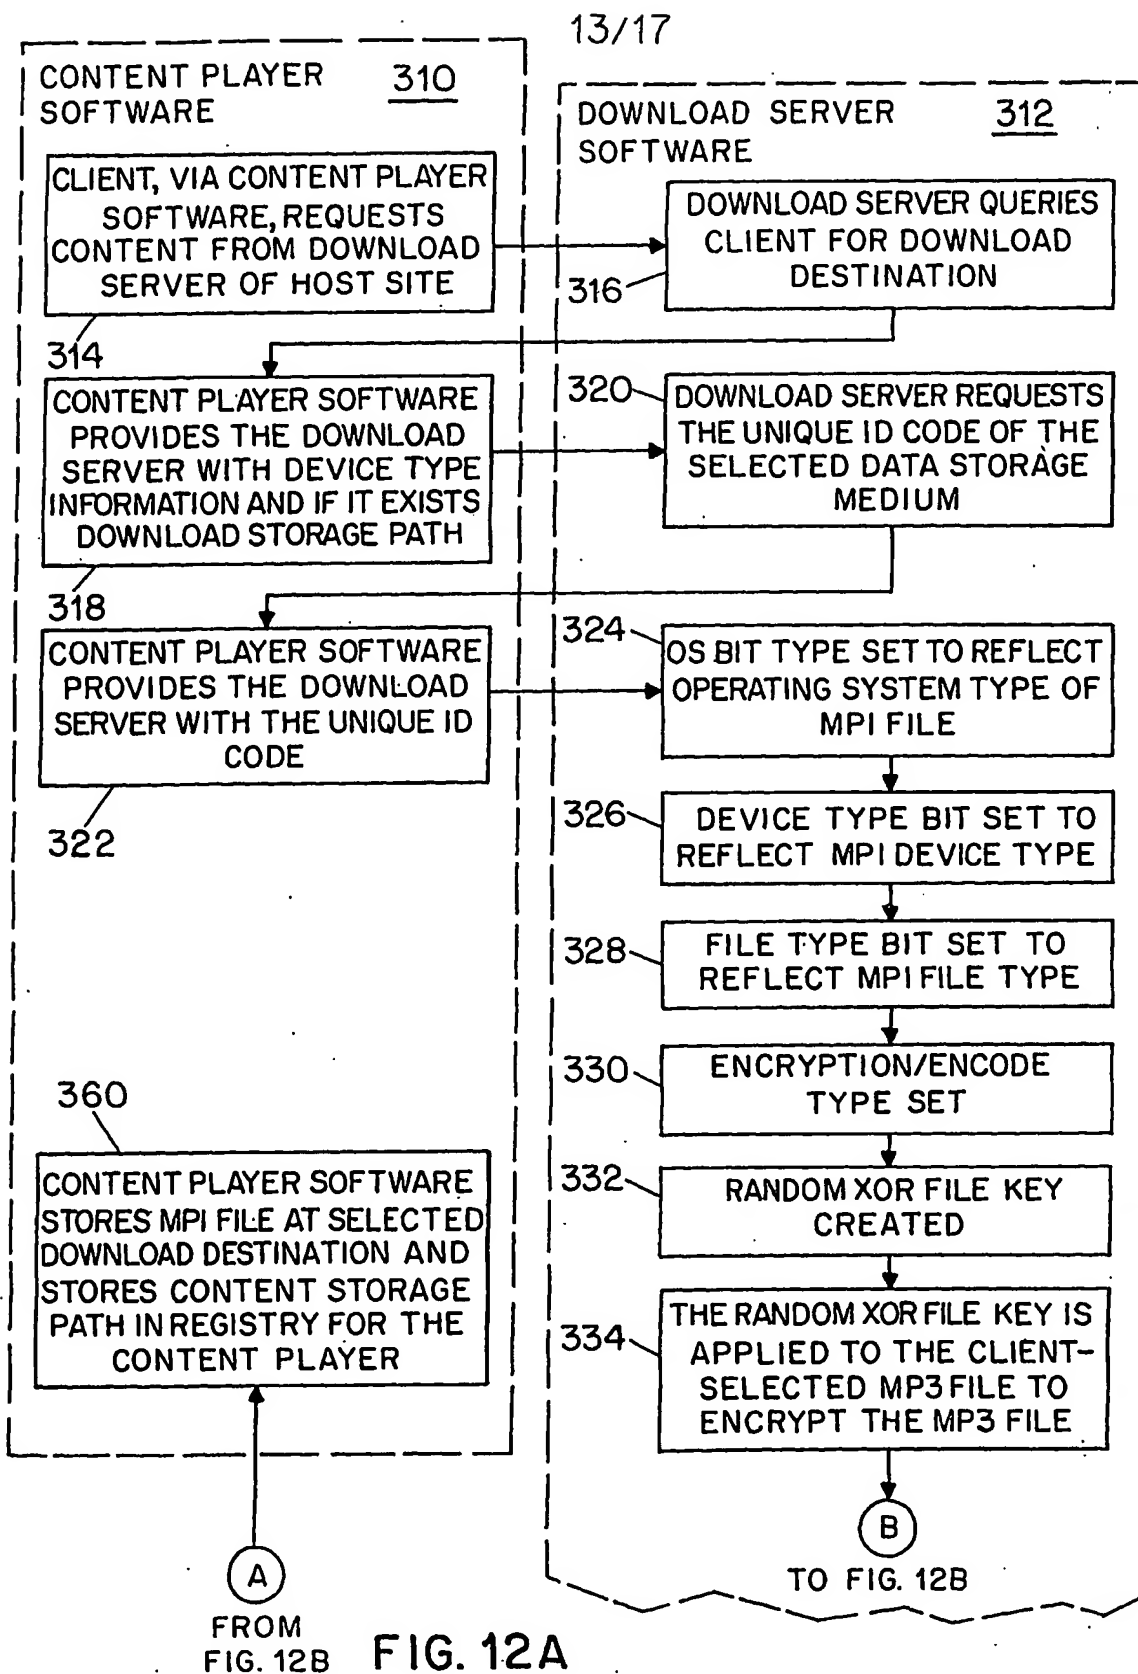 13/17
CONTENT PLAYER
SOFTWARE
310
CLIENT, VIA CONTENT PLAYER
SOFTWARE, REQUESTS
CONTENT FROM DOWNLOAD
SERVER OF HOST SITE
314
CONTENT PLAYER SOFTWARE
PROVIDES THE DOWNLOAD
SERVER WITH DEVICE TYPE
INFORMATION AND IF IT EXISTS
DOWNLOAD STORAGE PATH
318
CONTENT PLAYER SOFTWARE
PROVIDES THE DOWNLOAD
SERVER WITH THE UNIQUE ID
CODE
322
360
CONTENT PLAYER SOFTWARE
STORES MPI FILE AT SELECTED
DOWNLOAD DESTINATION AND
STORES CONTENT STORAGE
PATH IN REGISTRY FOR THE
CONTENT PLAYER
A
FROM
FIG. 12B
DOWNLOAD SERVER
SOFTWARE
312
DOWNLOAD SERVER QUERIES
CLIENT FOR DOWNLOAD
DESTINATION
316
320
DOWNLOAD SERVER REQUESTS
THE UNIQUE ID CODE OF THE
SELECTED DATA STORAGE
MEDIUM
324
OS BIT TYPE SET TO REFLECT
OPERATING SYSTEM TYPE OF
MPI FILE
326
DEVICE TYPE BIT SET TO
REFLECT MPI DEVICE TYPE
328
FILE TYPE BIT SET TO
REFLECT MPI FILE TYPE
330
ENCRYPTION/ENCODE
TYPE SET
332
RANDOM XOR FILE KEY
CREATED
334
THE RANDOM XOR FILE KEY IS
APPLIED TO THE CLIENT-
SELECTED MP3 FILE TO
ENCRYPT THE MP3 FILE
B
TO FIG. 12B
FIG. 12A